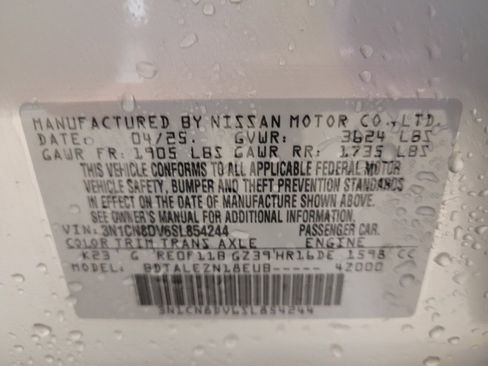 MANUFACTURED BY NISSAN MOTOR CO.,LTD.
DATE: 04/25. GVWR: 3624 LBS
GAWR FR: 1905 LBS GAWR RR: 1735 LBS
THIS VEHICLE CONFORMS TO ALL APPLICABLE FEDERAL MOTOR
VEHICLE SAFETY, BUMPER AND THEFT PREVENTION STANDARDS
IN EFFECT ON THE DATE OF MANUFACTURE SHOWN ABOVE.
SEE OWNER'S MANUAL FOR ADDITIONAL INFORMATION.
VIN: 3N1CN8DV6SL854244 PASSENGER CAR.
COLOR TRIM TRANS AXLE ENGINE
K23 G RE0F11B GZ39 HR16DE 1598 CC
MODEL: BDTALEZN18EUB----- 42000
3N1CN8DV6SL854244